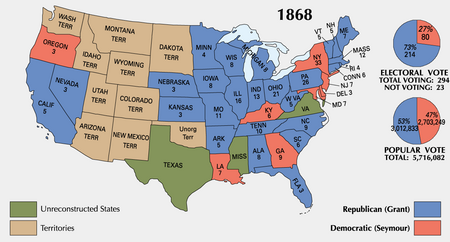 1868
WASH
TERR
MONTANA
TERR
DAKOTA
TERR
MINN
4
OREGON
3
IDAHO
TERR
WYOMING
TERR
WIS
8
MICHIGAN 8
VT
5
NH
5
ME 7
MASS
12
RI 4
CONN 6
NY
33
NJ 7
DEL 3
MD 7
PA
26
NEVADA
3
UTAH
TERR
COLORADO
TERR
NEBRASKA
3
IOWA
8
ILL
16
IND
13
OHIO
21
W VA
5
VA
CALIF
5
KANSAS
3
MO
11
KY
11
ARIZONA
TERR
NEW MEXICO
TERR
Unorg
Terr
ARK
5
TENN 10
NC
9
SC
6
TEXAS
LA
7
MISS
ALA
8
GA
9
FLA 3
27%
80
73%
214
ELECTORAL VOTE
TOTAL VOTING: 294
NOT VOTING: 23
53%
3,012,833
47%
2,703,249
POPULAR VOTE
TOTAL: 5,716,082
Unreconstructed States
Territories
Republican (Grant)
Democratic (Seymour)